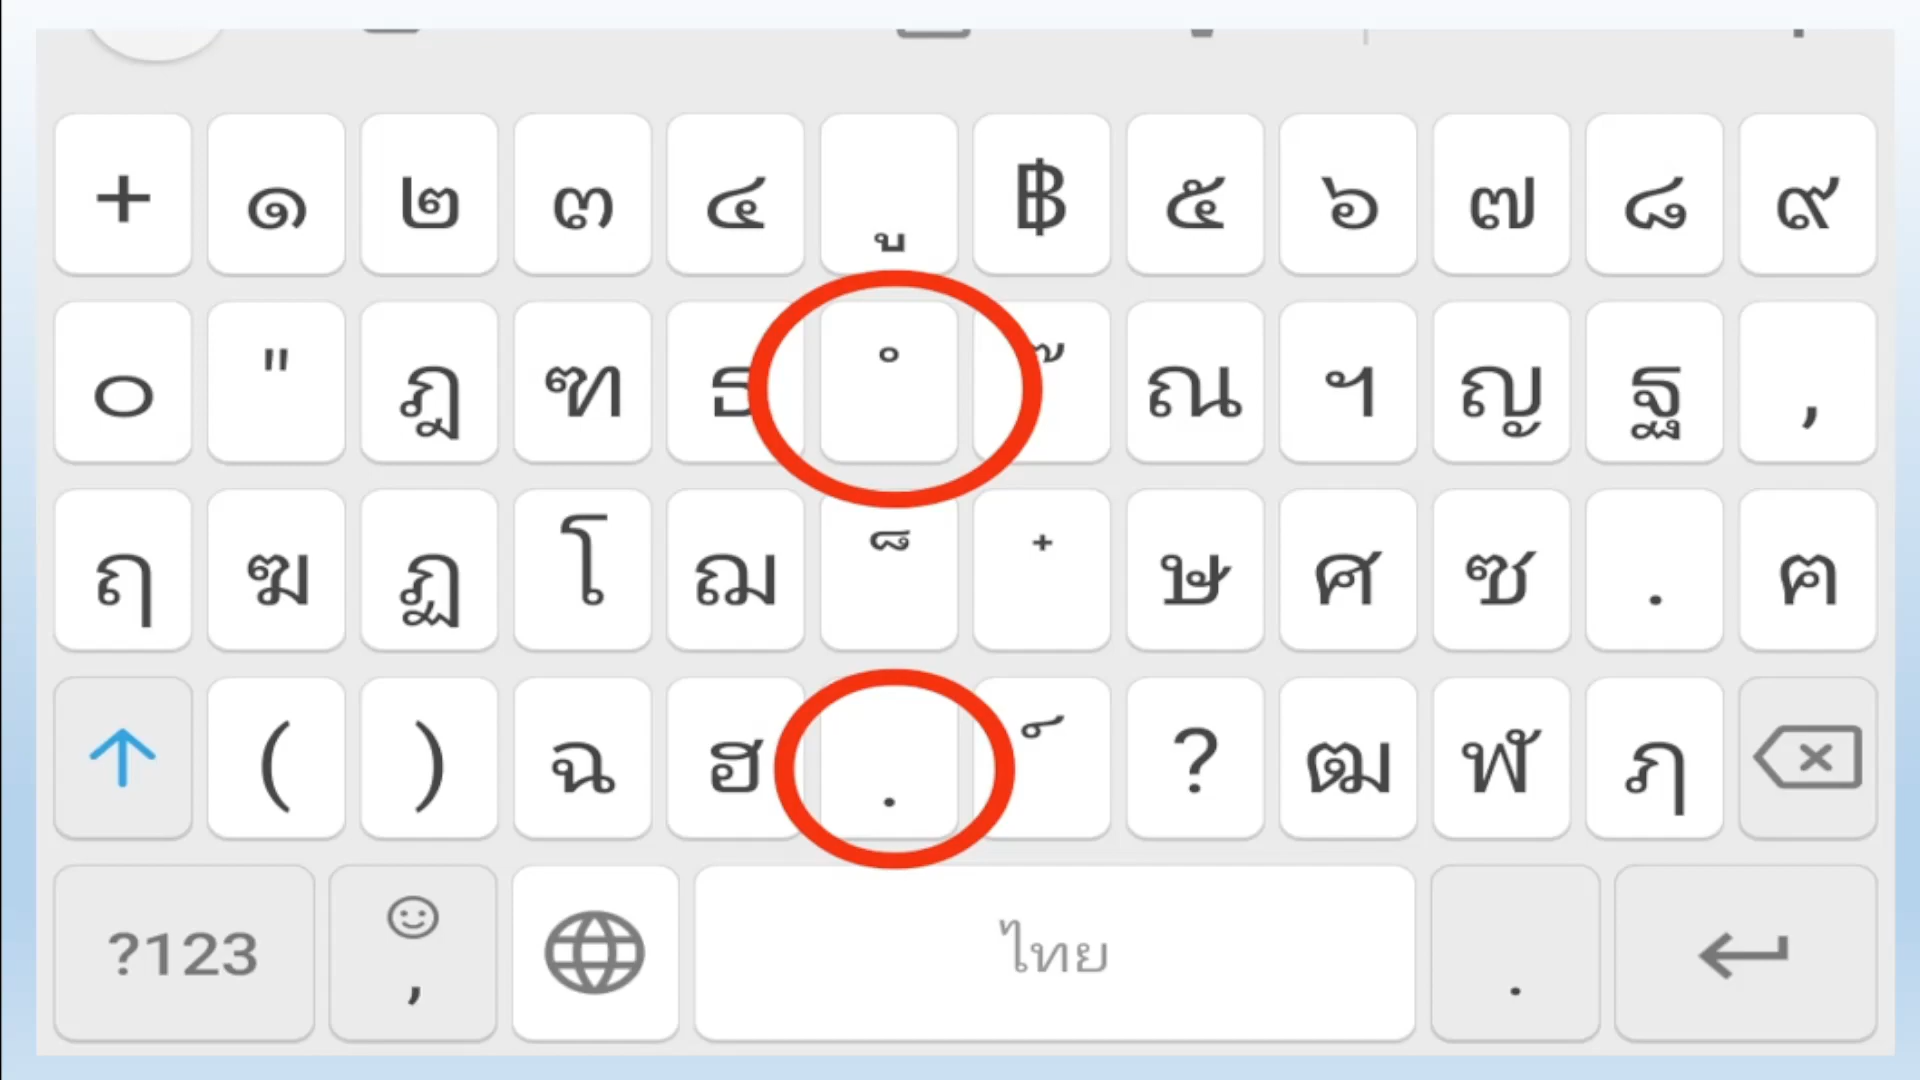 + ๑ ๒ ๓ ๔ ู ฿ ๕ ๖ ๗ ๘ ๙
๐ " ฎ ฑ ธ ํ ๊ ณ ฯ ญ ฐ ,
ฤ ฆ ฏ โ ฌ ็ ๋ ษ ศ ซ . ฅ
( ) ฉ ฮ ฺ ์ ? ฒ ฬ ฦ
?123 , ไทย .